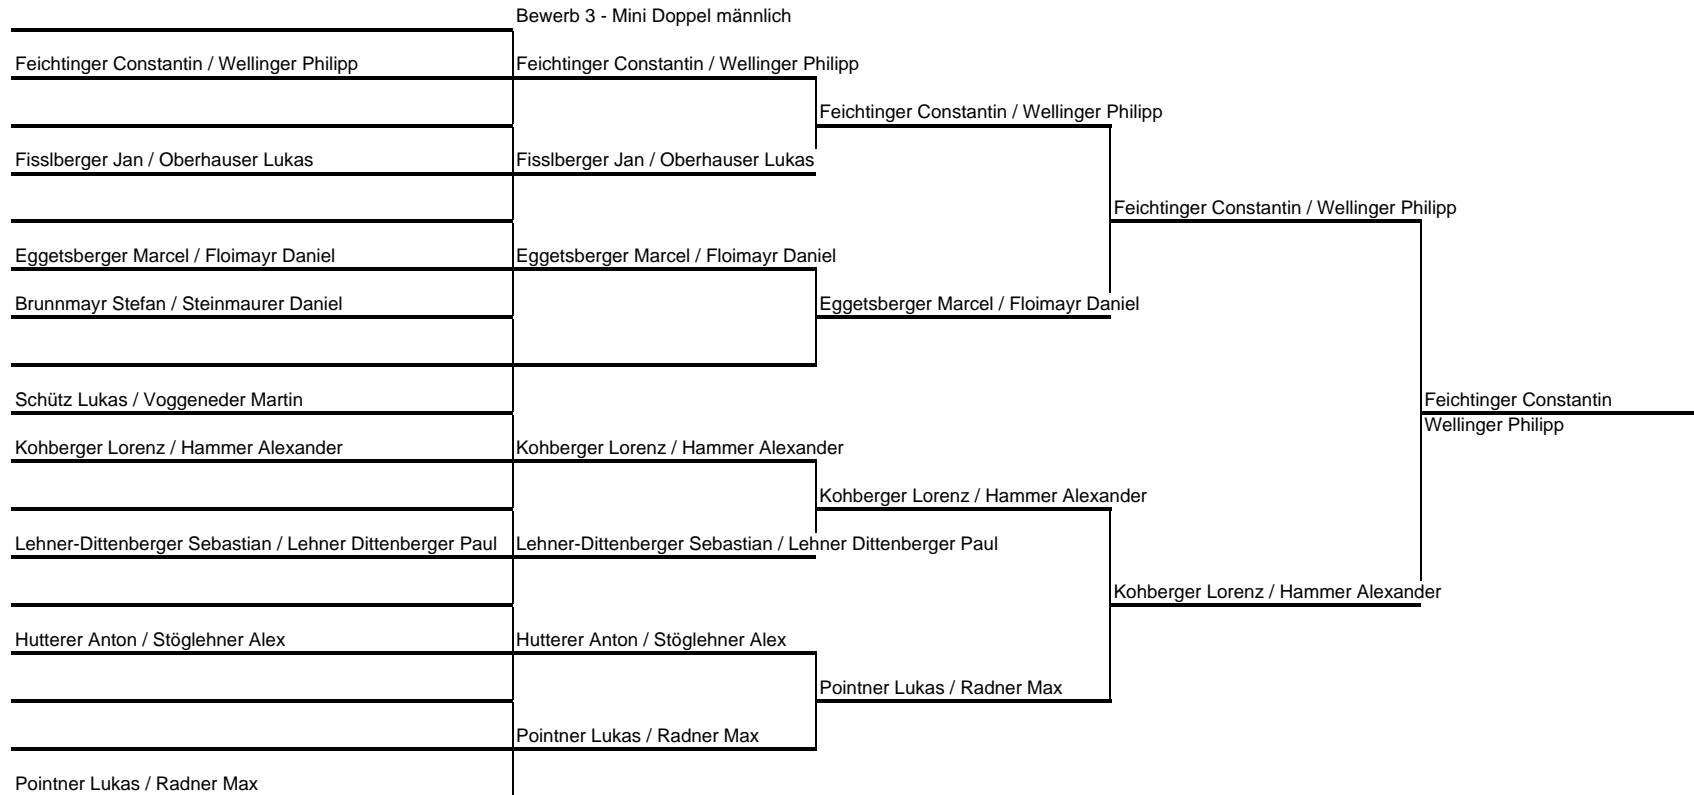 Bewerb 3 - Mini Doppel männlich
Feichtinger Constantin / Wellinger Philipp
Feichtinger Constantin / Wellinger Philipp
Feichtinger Constantin / Wellinger Philipp
Fisslberger Jan / Oberhauser Lukas
Fisslberger Jan / Oberhauser Lukas
Feichtinger Constantin / Wellinger Philipp
Eggetsberger Marcel / Floimayr Daniel
Eggetsberger Marcel / Floimayr Daniel
Brunnmayr Stefan / Steinmaurer Daniel
Eggetsberger Marcel / Floimayr Daniel
Schütz Lukas / Voggeneder Martin
Feichtinger Constantin
Wellinger Philipp
Kohberger Lorenz / Hammer Alexander
Kohberger Lorenz / Hammer Alexander
Kohberger Lorenz / Hammer Alexander
Lehner-Dittenberger Sebastian / Lehner Dittenberger Paul
Lehner-Dittenberger Sebastian / Lehner Dittenberger Paul
Kohberger Lorenz / Hammer Alexander
Hutterer Anton / Stöglehner Alex
Hutterer Anton / Stöglehner Alex
Pointner Lukas / Radner Max
Pointner Lukas / Radner Max
Pointner Lukas / Radner Max